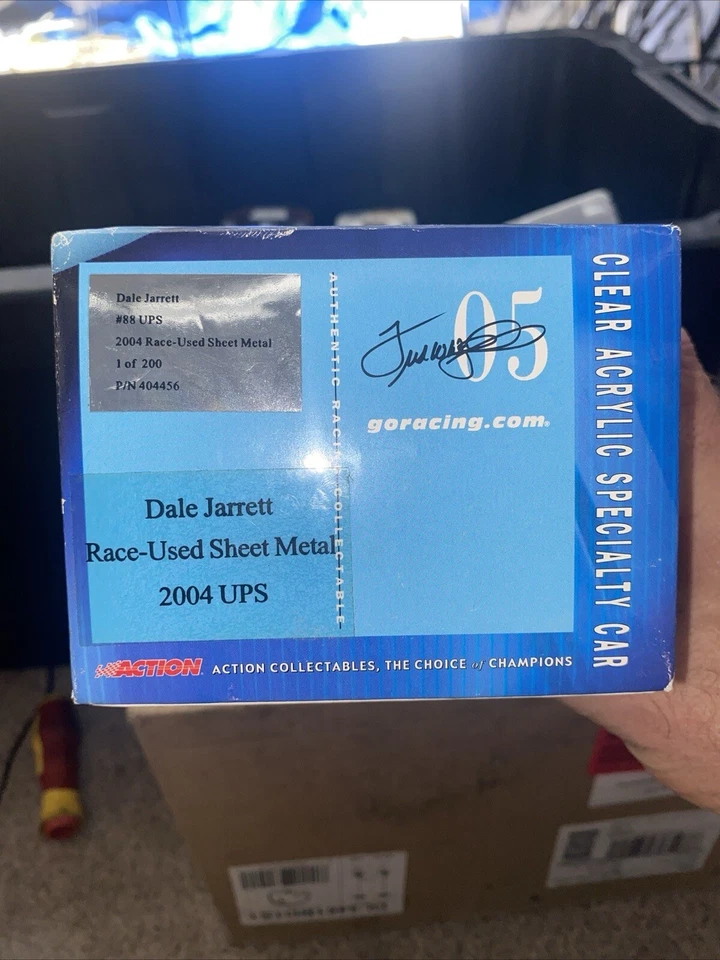 Dale Jarrett
#88 UPS
2004 Race-Used Sheet Metal
1 of 200
P/N 404456
AUTHENTIC RACING COLLECTABLE
05
goracing.com®
Dale Jarrett
Race-Used Sheet Metal
2004 UPS
CLEAR ACRYLIC SPECIALTY CAR
ACTION ACTION COLLECTABLES, THE CHOICE of CHAMPIONS